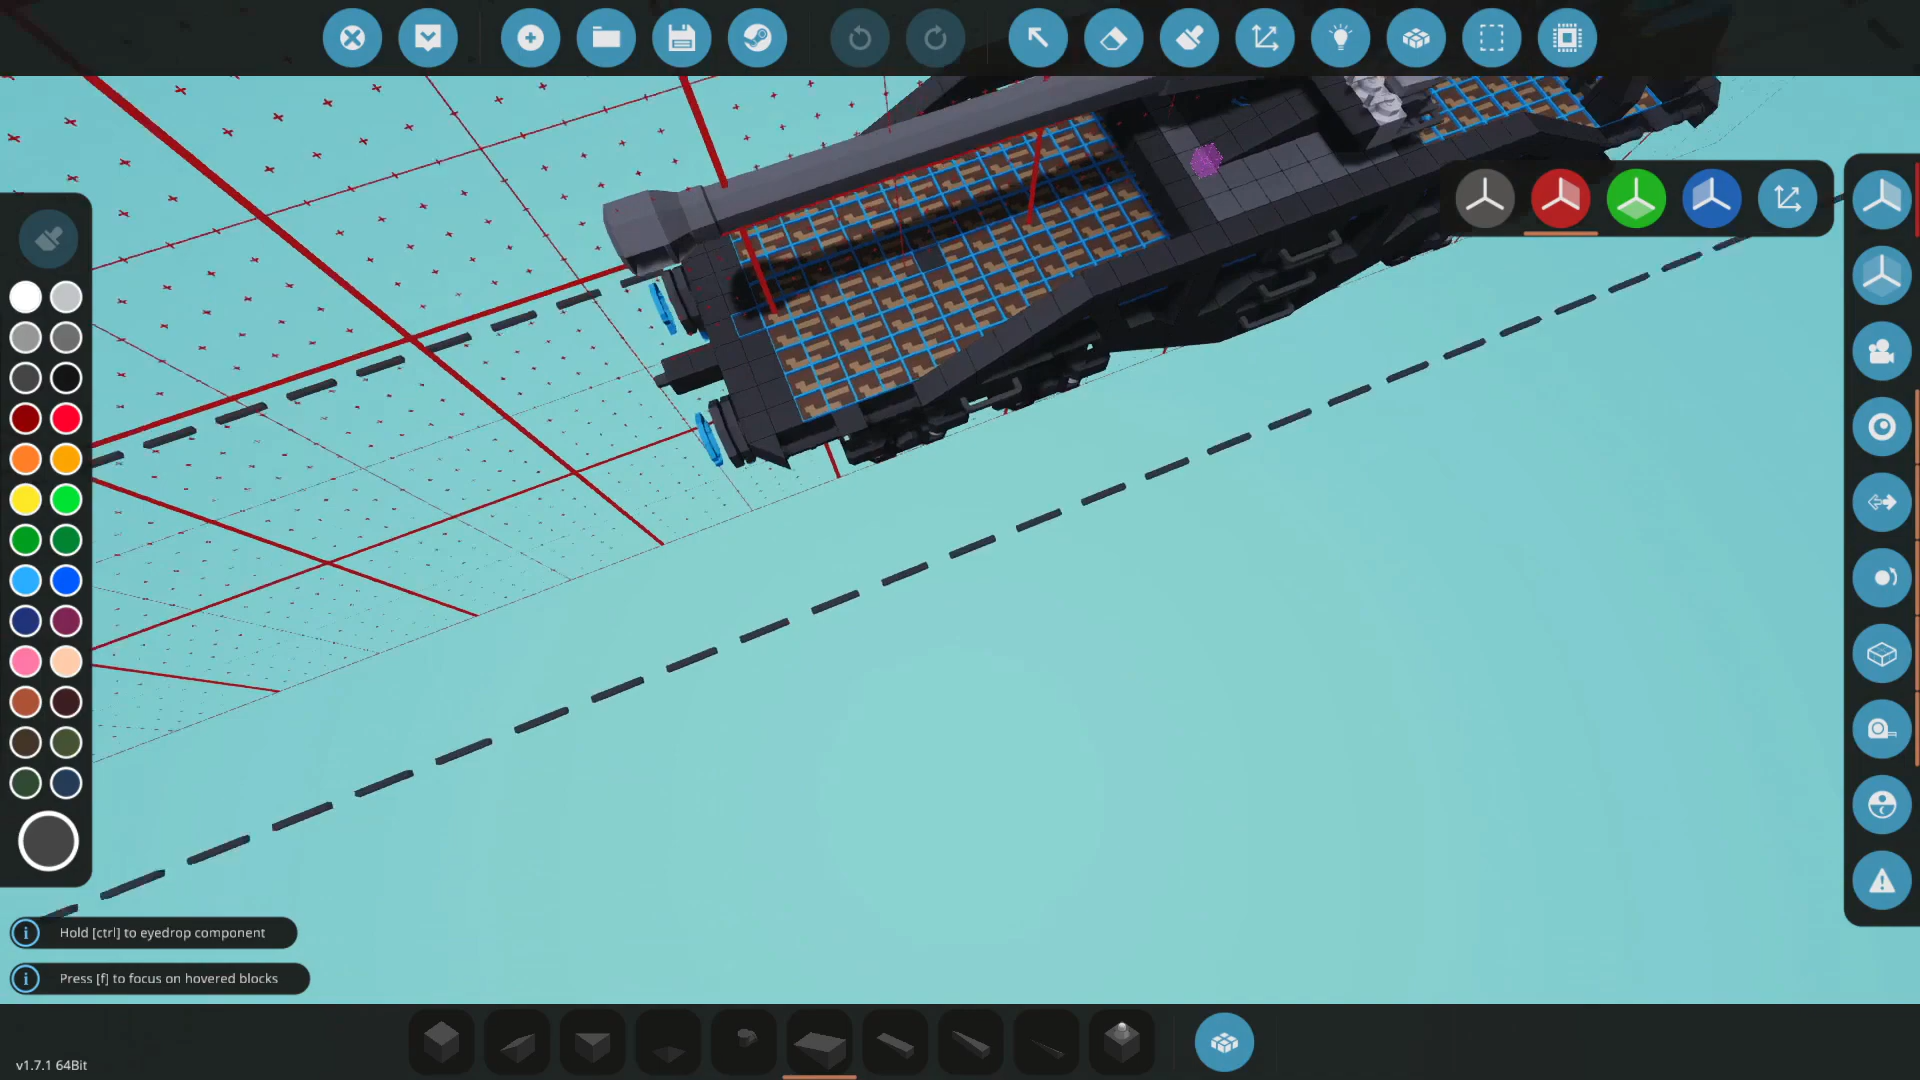 Hold [ctrl] to eyedrop component
Press [f] to focus on hovered blocks
v1.7.1 64Bit